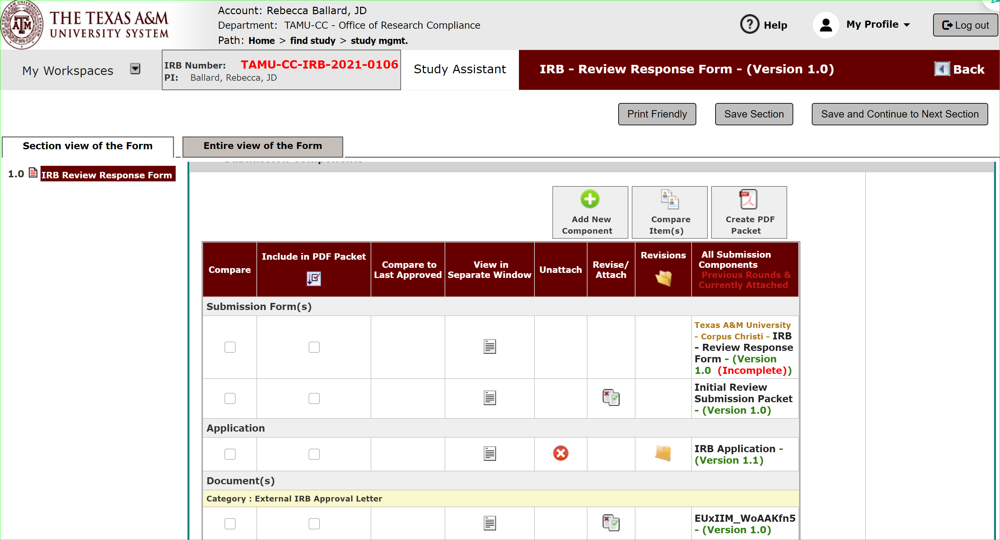 THE TEXAS A&M
UNIVERSITY SYSTEM
Account: Rebecca Ballard, JD
Department: TAMU-CC - Office of Research Compliance
Path: Home > find study > study mgmt.
Help
My Profile
Log out
My Workspaces
IRB Number: TAMU-CC-IRB-2021-0106
PI: Ballard, Rebecca, JD
Study Assistant
IRB - Review Response Form - (Version 1.0)
Back
Print Friendly
Save Section
Save and Continue to Next Section
Section view of the Form
Entire view of the Form
1.0 IRB Review Response Form
Add New
Component
Compare
Item(s)
Create PDF
Packet
Compare
Include in PDF Packet
Compare to
Last Approved
View in
Separate Window
Unattach
Revise/
Attach
Revisions
All Submission
Components
Previous Rounds &
Currently Attached
Submission Form(s)
Texas A&M University
- Corpus Christi - IRB
- Review Response
Form - (Version
1.0 (Incomplete))
Initial Review
Submission Packet
- (Version 1.0)
Application
IRB Application -
(Version 1.1)
Document(s)
Category : External IRB Approval Letter
EUxIIM_WoAAKfn5
- (Version 1.0)